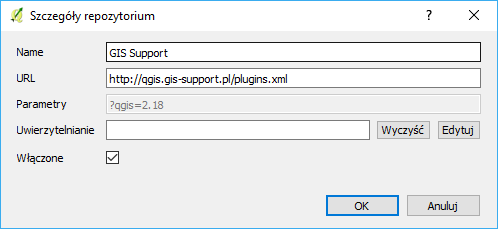 Szczegóły repozytorium
?
Name
GIS Support
URL
http://qgis.gis-support.pl/plugins.xml
Parametry
?qgis=2.18
Uwierzytelnianie
Wyczyść
Edytuj
Włączone
OK
Anuluj